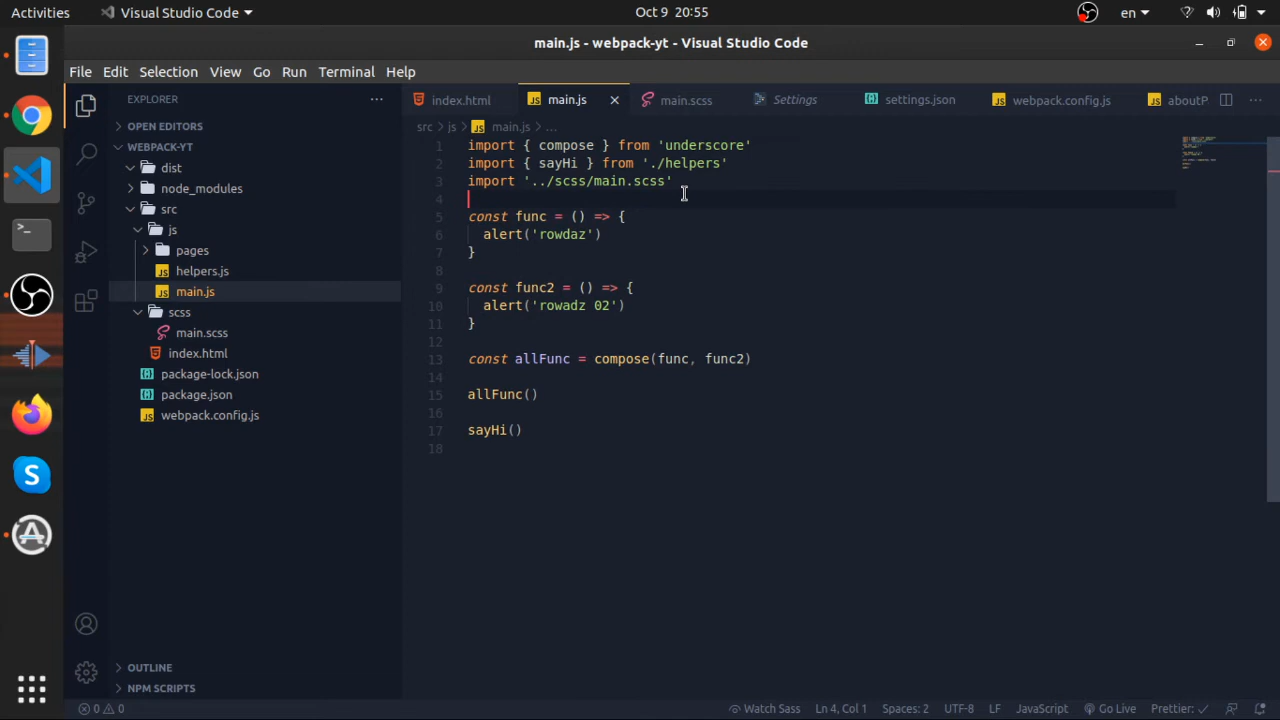 Activities
Visual Studio Code
Oct 9 20:55
en
main.js - webpack-yt - Visual Studio Code
File Edit Selection View Go Run Terminal Help
EXPLORER
OPEN EDITORS
WEBPACK-YT
dist
node_modules
src
js
pages
JS helpers.js
JS main.js
scss
main.scss
index.html
package-lock.json
package.json
JS webpack.config.js
OUTLINE
NPM SCRIPTS
index.html
JS main.js
main.scss
Settings
settings.json
JS webpack.config.js
JS aboutP
src > js > JS main.js > ...
1 import { compose } from 'underscore'
2 import { sayHi } from './helpers'
3 import '../scss/main.scss'
4
5 const func = () => {
6 alert('rowdaz')
7 }
8
9 const func2 = () => {
10 alert('rowadz 02')
11 }
12
13 const allFunc = compose(func, func2)
14
15 allFunc()
16
17 sayHi()
18
0 0
Watch Sass Ln 4, Col 1 Spaces: 2 UTF-8 LF JavaScript Go Live Prettier: ✓